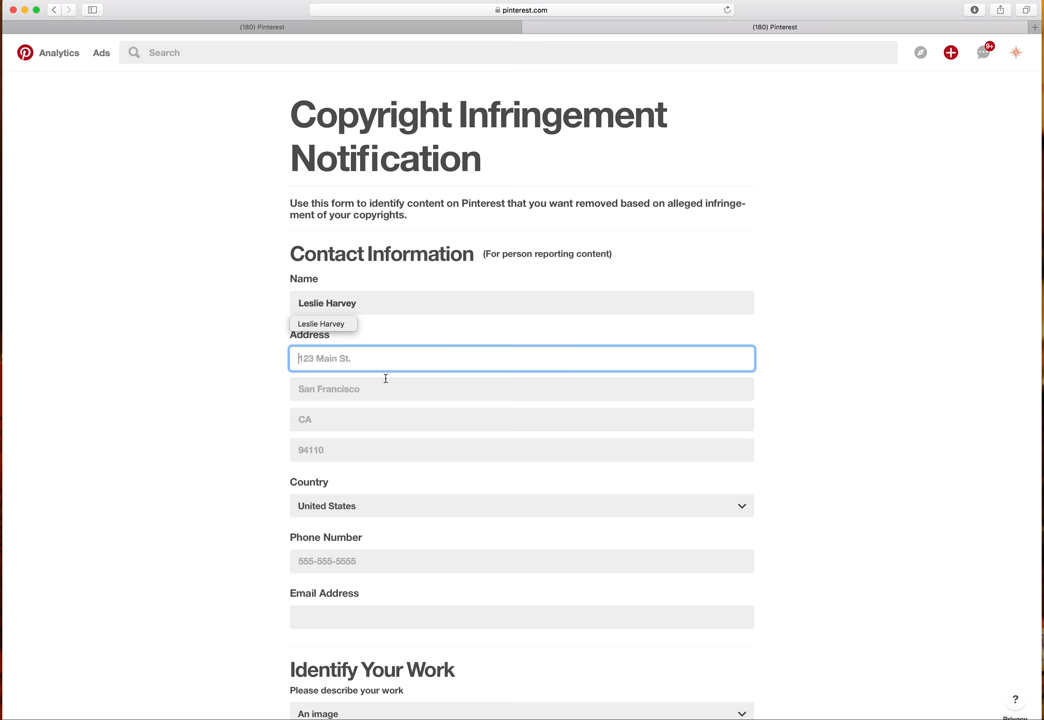 pinterest.com
(180) Pinterest
(180) Pinterest
Analytics
Ads
Search
9+
Copyright Infringement
Notification
Use this form to identify content on Pinterest that you want removed based on alleged infringe-
ment of your copyrights.
Contact Information (For person reporting content)
Name
Leslie Harvey
Leslie Harvey
Address
123 Main St.
San Francisco
CA
94110
Country
United States
Phone Number
555-555-5555
Email Address
Identify Your Work
Please describe your work
An image
?
Privacy